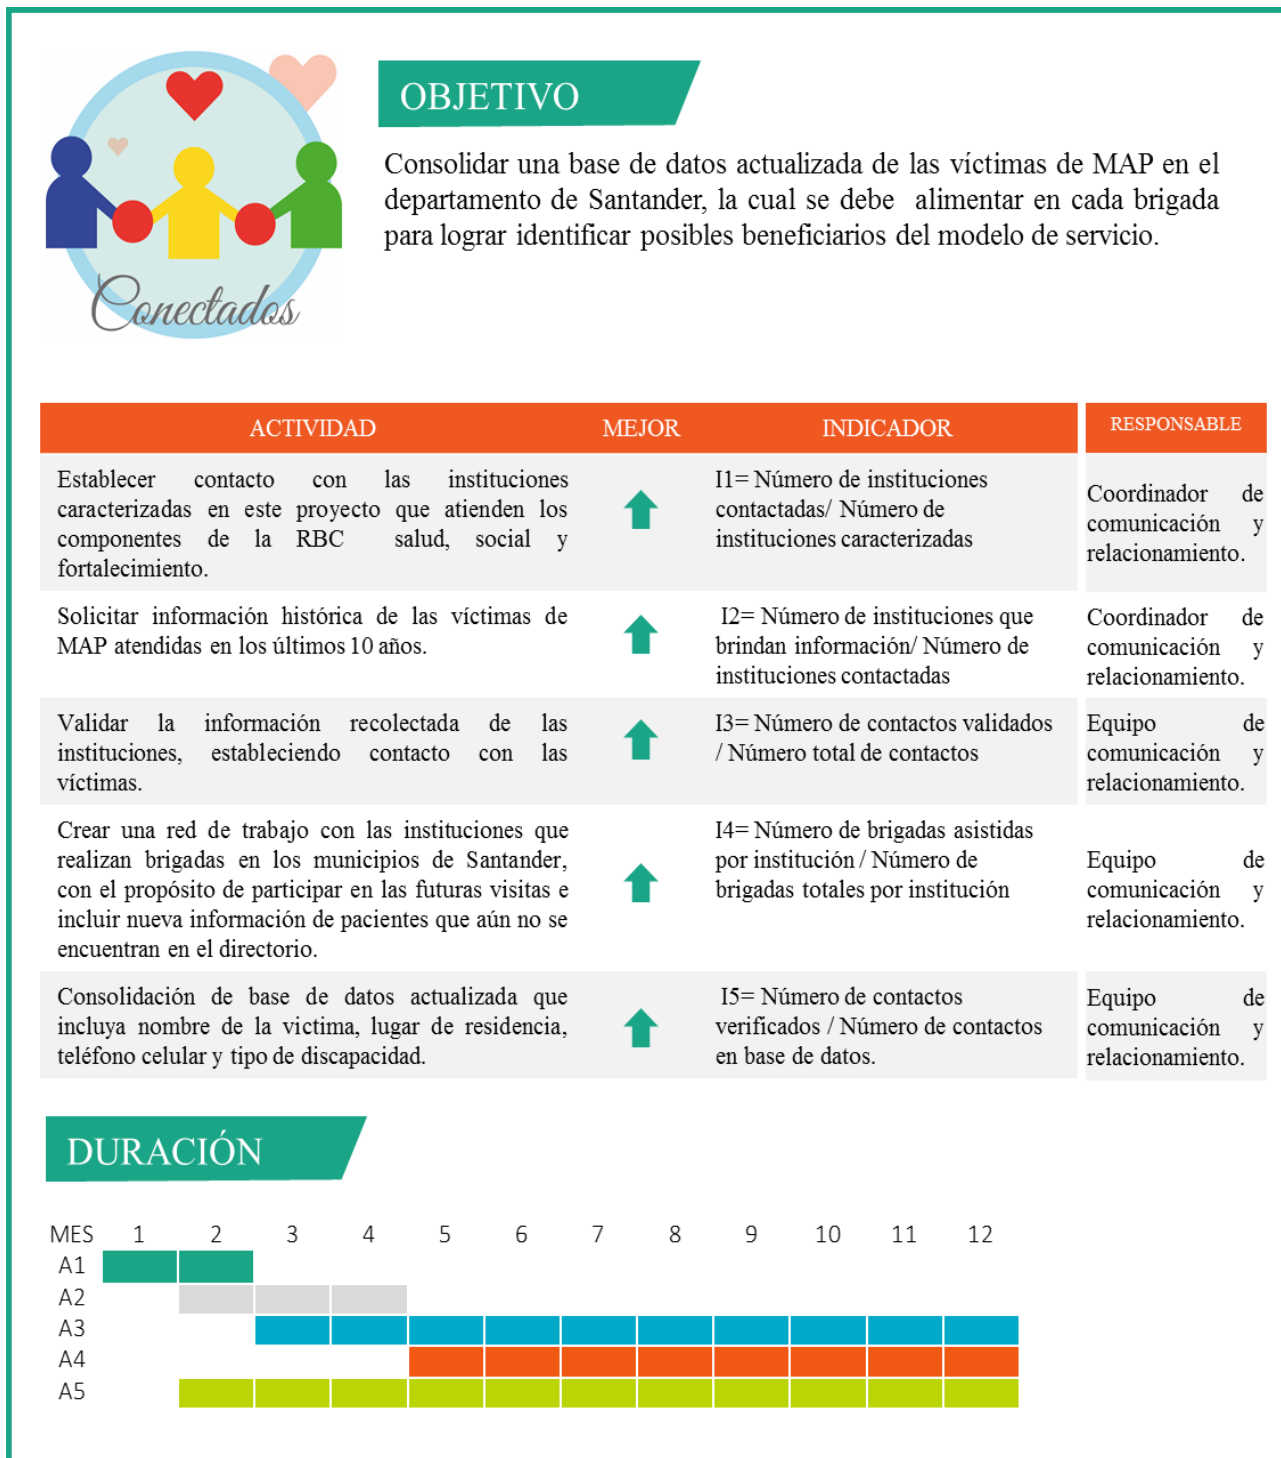 Conectados
OBJETIVO
Consolidar una base de datos actualizada de las víctimas de MAP en el
departamento de Santander, la cual se debe alimentar en cada brigada
para lograr identificar posibles beneficiarios del modelo de servicio.
ACTIVIDAD MEJOR INDICADOR RESPONSABLE
Establecer contacto con las instituciones
caracterizadas en este proyecto que atienden los
componentes de la RBC salud, social y
fortalecimiento.
I1= Número de instituciones
contactadas/ Número de
instituciones caracterizadas
Coordinador de
comunicación y
relacionamiento.
Solicitar información histórica de las víctimas de
MAP atendidas en los últimos 10 años.
I2= Número de instituciones que
brindan información/ Número de
instituciones contactadas
Coordinador de
comunicación y
relacionamiento.
Validar la información recolectada de las
instituciones, estableciendo contacto con las
víctimas.
I3= Número de contactos validados
/ Número total de contactos
Equipo de
comunicación y
relacionamiento.
Crear una red de trabajo con las instituciones que
realizan brigadas en los municipios de Santander,
con el propósito de participar en las futuras visitas e
incluir nueva información de pacientes que aún no se
encuentran en el directorio.
I4= Número de brigadas asistidas
por institución / Número de
brigadas totales por institución
Equipo de
comunicación y
relacionamiento.
Consolidación de base de datos actualizada que
incluya nombre de la victima, lugar de residencia,
teléfono celular y tipo de discapacidad.
I5= Número de contactos
verificados / Número de contactos
en base de datos.
Equipo de
comunicación y
relacionamiento.
DURACIÓN
MES 1 2 3 4 5 6 7 8 9 10 11 12
A1
A2
A3
A4
A5